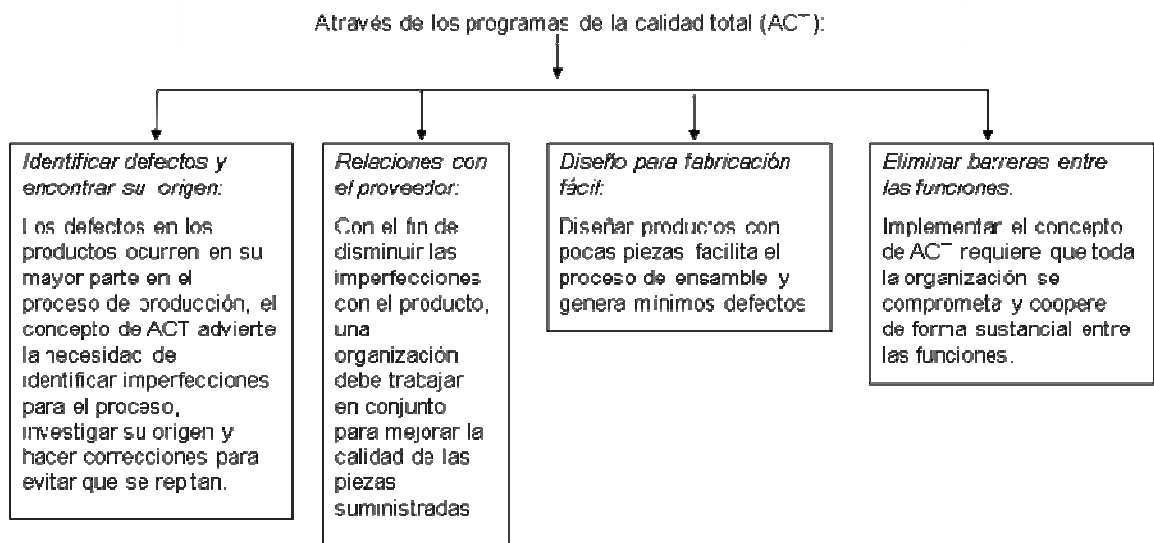 Através de los programas de la calidad total (ACT):
Identificar defectos y
encontrar su origen:
Los defectos en los
productos ocurren en su
mayor parte en el
proceso de producción, el
concepto de ACT advierte
la necesidad de
identificar imperfecciones
para el proceso,
investigar su origen y
hacer correcciones para
evitar que se reptan.
Relaciones con
el proveedor:
Con el fin de
disminuir las
imperfecciones
con el producto,
una
organización
debe trabajar
en conjunto
para mejorar la
calidad de las
piezas
suministradas
Diseño para fabricación
fácil:
Diseñar productos con
pocas piezas facilita el
proceso de ensamble y
genera mínimos defectos
Eliminar barreras entre
las funciones.
Implementar el concepto
de ACT requiere que toda
la organización se
comprometa y coopere
de forma sustancial entre
las funciones.